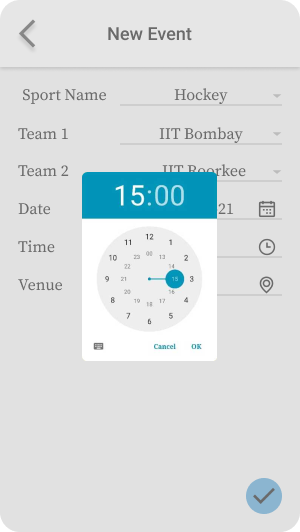 New Event
Sport Name Hockey
Team 1 IIT Bombay
Team 2 IIT Roorkee
Date 21
Time
Venue
15:00
12
11 1
00
10 23 13 2
22 14
9 21 15 3
20 16
8 19 17 4
18
7 5
6
Cancel OK